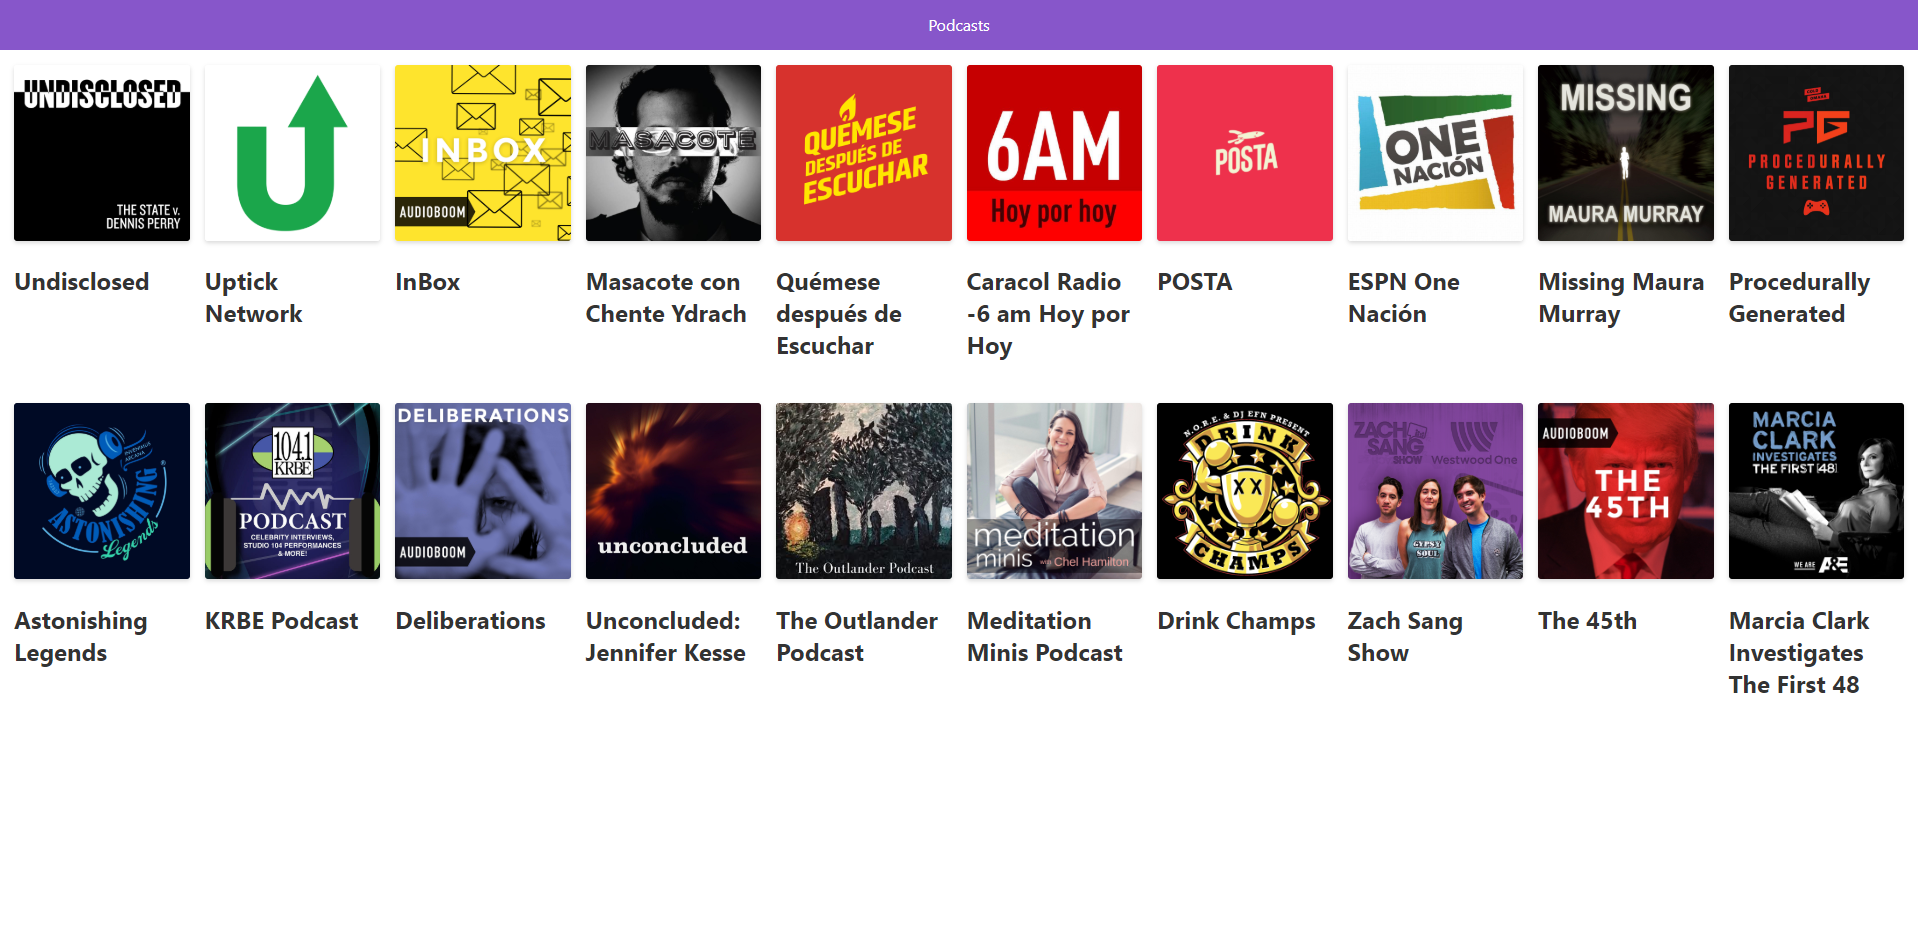 Podcasts
UNDISCLOSED
THE STATE v.
DENNIS PERRY
U
INBOX
AUDIOBOOM
MASACOTE
QUÉMESE
DESPUÉS DE
ESCUCHAR
6AM
Hoy por hoy
POSTA
ONE
NACIÓN
MISSING
MAURA MURRAY
PG
PROCEDURALLY
GENERATED
Undisclosed
Uptick
Network
InBox
Masacote con
Chente Ydrach
Quémese
después de
Escuchar
Caracol Radio
-6 am Hoy por
Hoy
POSTA
ESPN One
Nación
Missing Maura
Murray
Procedurally
Generated
ASTONISHING
Legends
104.1
KRBE
PODCAST
CELEBRITY INTERVIEWS,
STUDIO 104 PERFORMANCES
& MORE!
DELIBERATIONS
AUDIOBOOM
unconcluded
The Outlander Podcast
meditation
minis with Chel Hamilton
N.O.R.E. & DJ EFN PRESENT
DRINK
CHAMPS
ZACH
SANG
SHOW
Westwood One
GYPSY
SOUL
AUDIOBOOM
THE
45TH
MARCIA
CLARK
INVESTIGATES
THE FIRST [48]
WE ARE A&E
Astonishing
Legends
KRBE Podcast
Deliberations
Unconcluded:
Jennifer Kesse
The Outlander
Podcast
Meditation
Minis Podcast
Drink Champs
Zach Sang
Show
The 45th
Marcia Clark
Investigates
The First 48